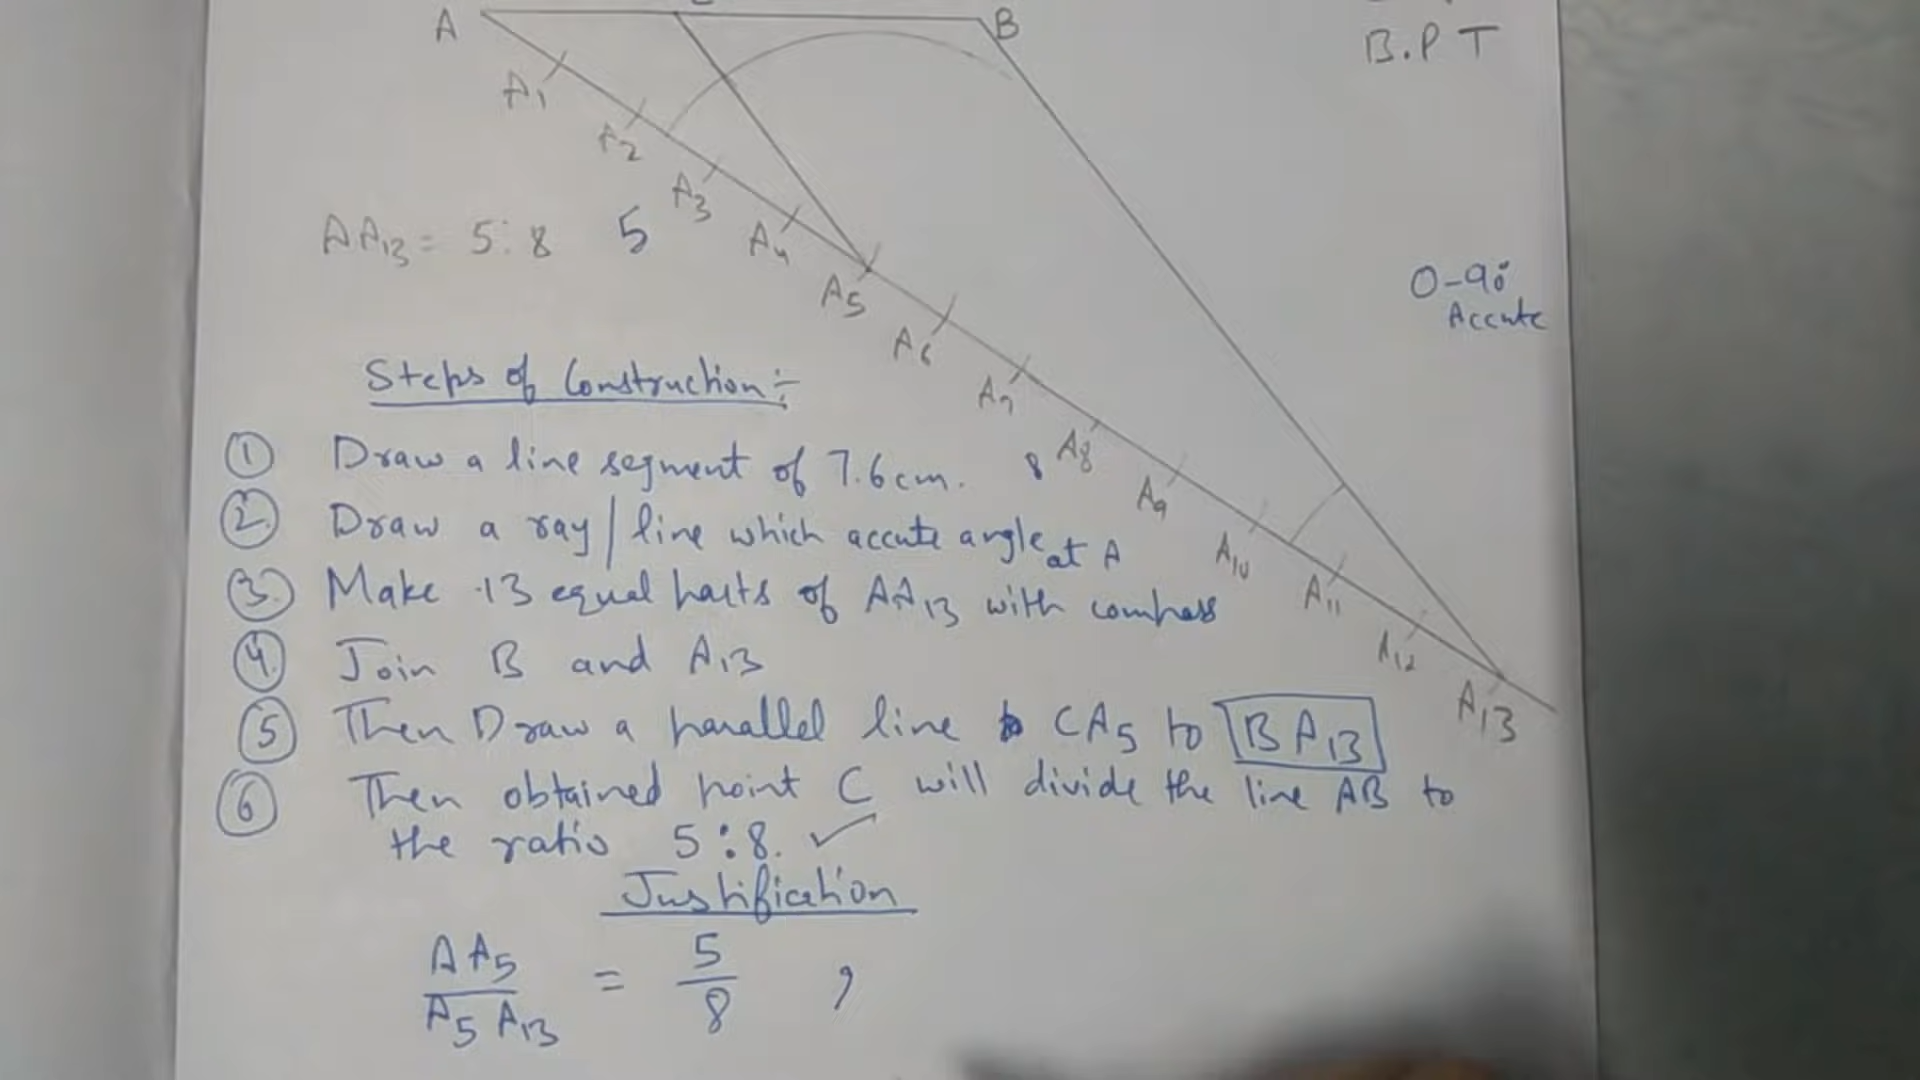 A
B
B.P T
A1
A2
A3
AA13 = 5:8
5
A4
A5
0-90°
Accute
A6
Steps of Construction:-
A7
1 Draw a line segment of 7.6cm.
8
A8
A9
2. Draw a ray/line which accute angle at A
A10
3. Make 13 equal parts of AA13 with compass
A11
4. Join B and A13
A12
A13
5 Then Draw a parallel line CA5 to BA13
6 Then obtained point C will divide the line AB to
the ratio 5:8. ✓
Justification
AA5/A5A13 = 5/8 ,